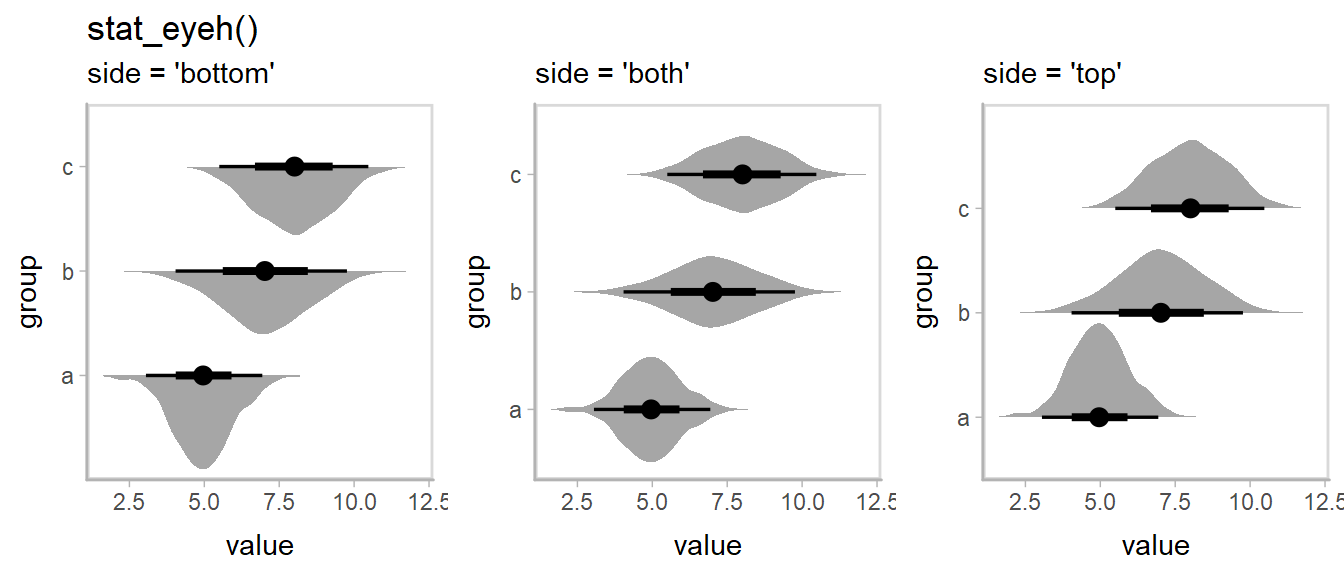 stat_eyeh()
side = 'bottom'
group
c
b
a
2.5 5.0 7.5 10.0 12.5
value
side = 'both'
group
c
b
a
2.5 5.0 7.5 10.0 12.5
value
side = 'top'
group
c
b
a
2.5 5.0 7.5 10.0 12.5
value